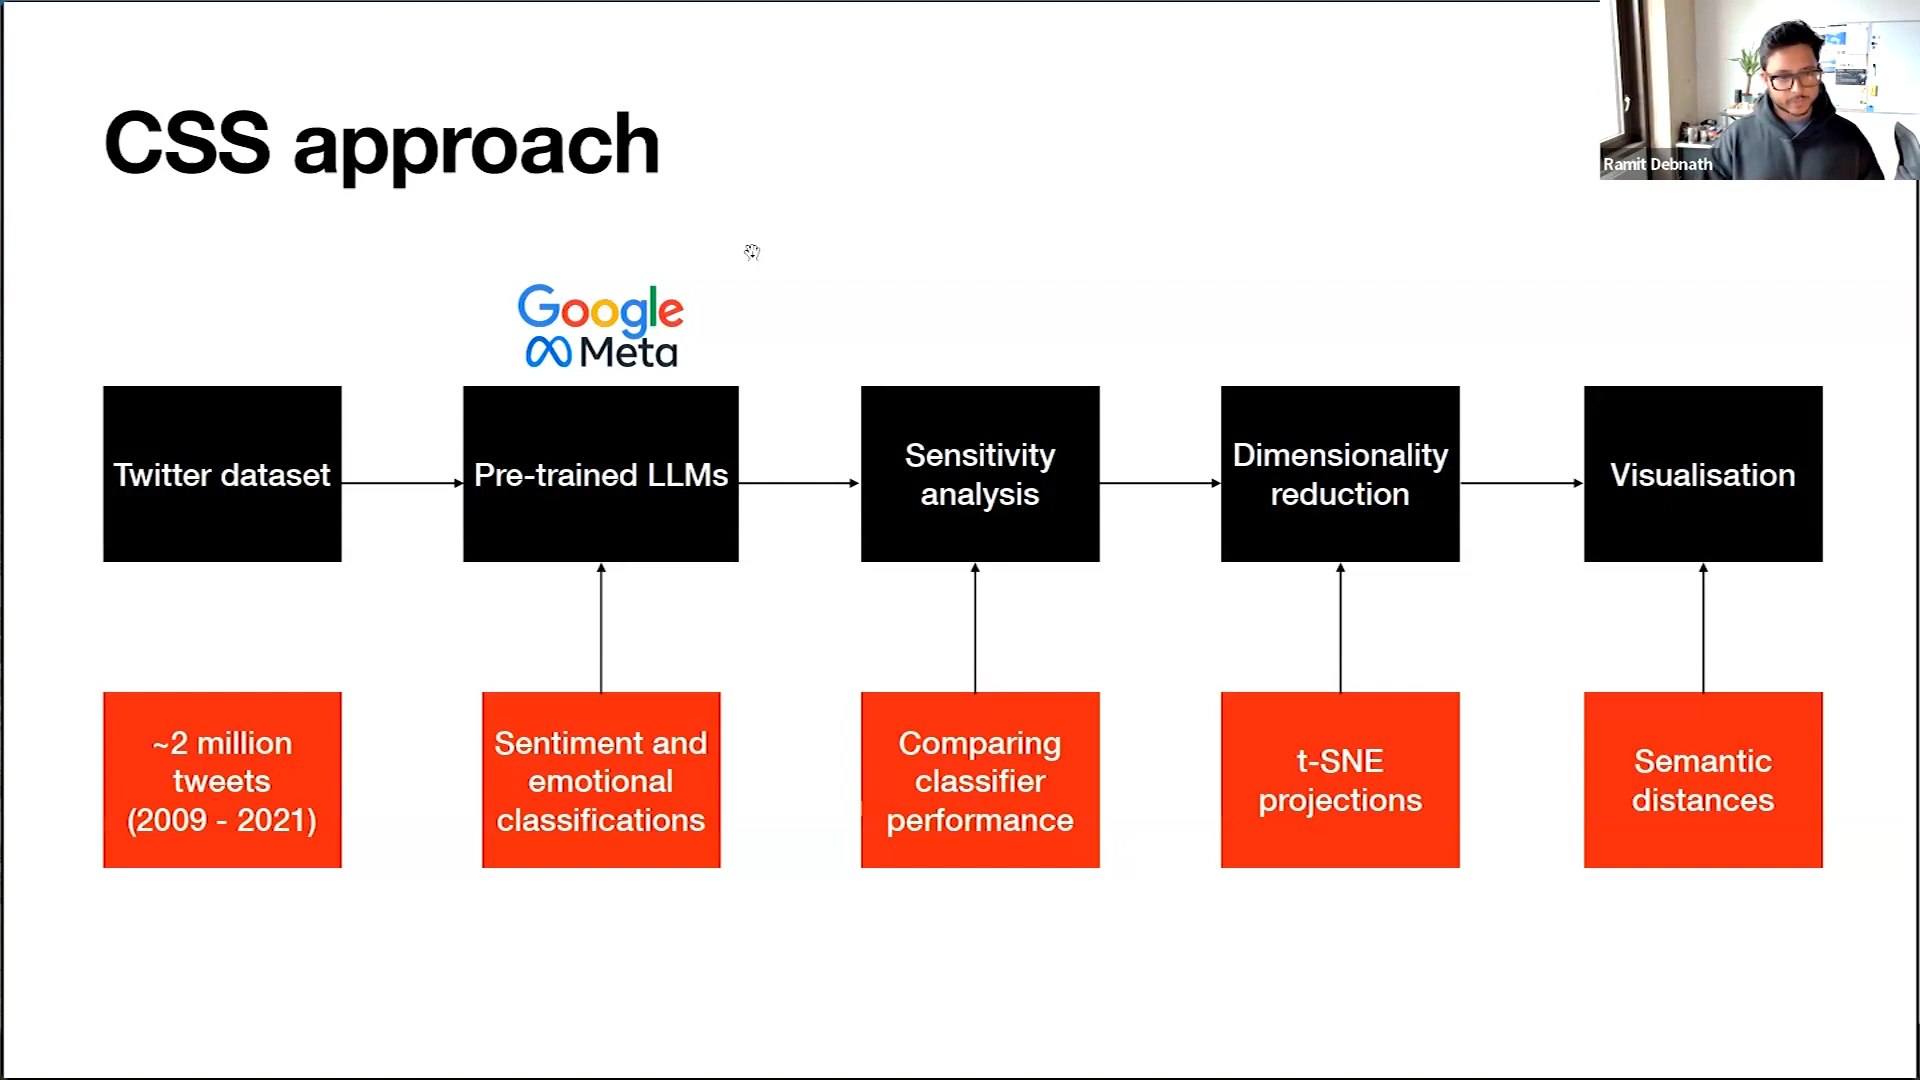 CSS approach
Ramit Debnath
Google
Meta
Twitter dataset
Pre-trained LLMs
Sensitivity
analysis
Dimensionality
reduction
Visualisation
~2 million
tweets
(2009 - 2021)
Sentiment and
emotional
classifications
Comparing
classifier
performance
t-SNE
projections
Semantic
distances